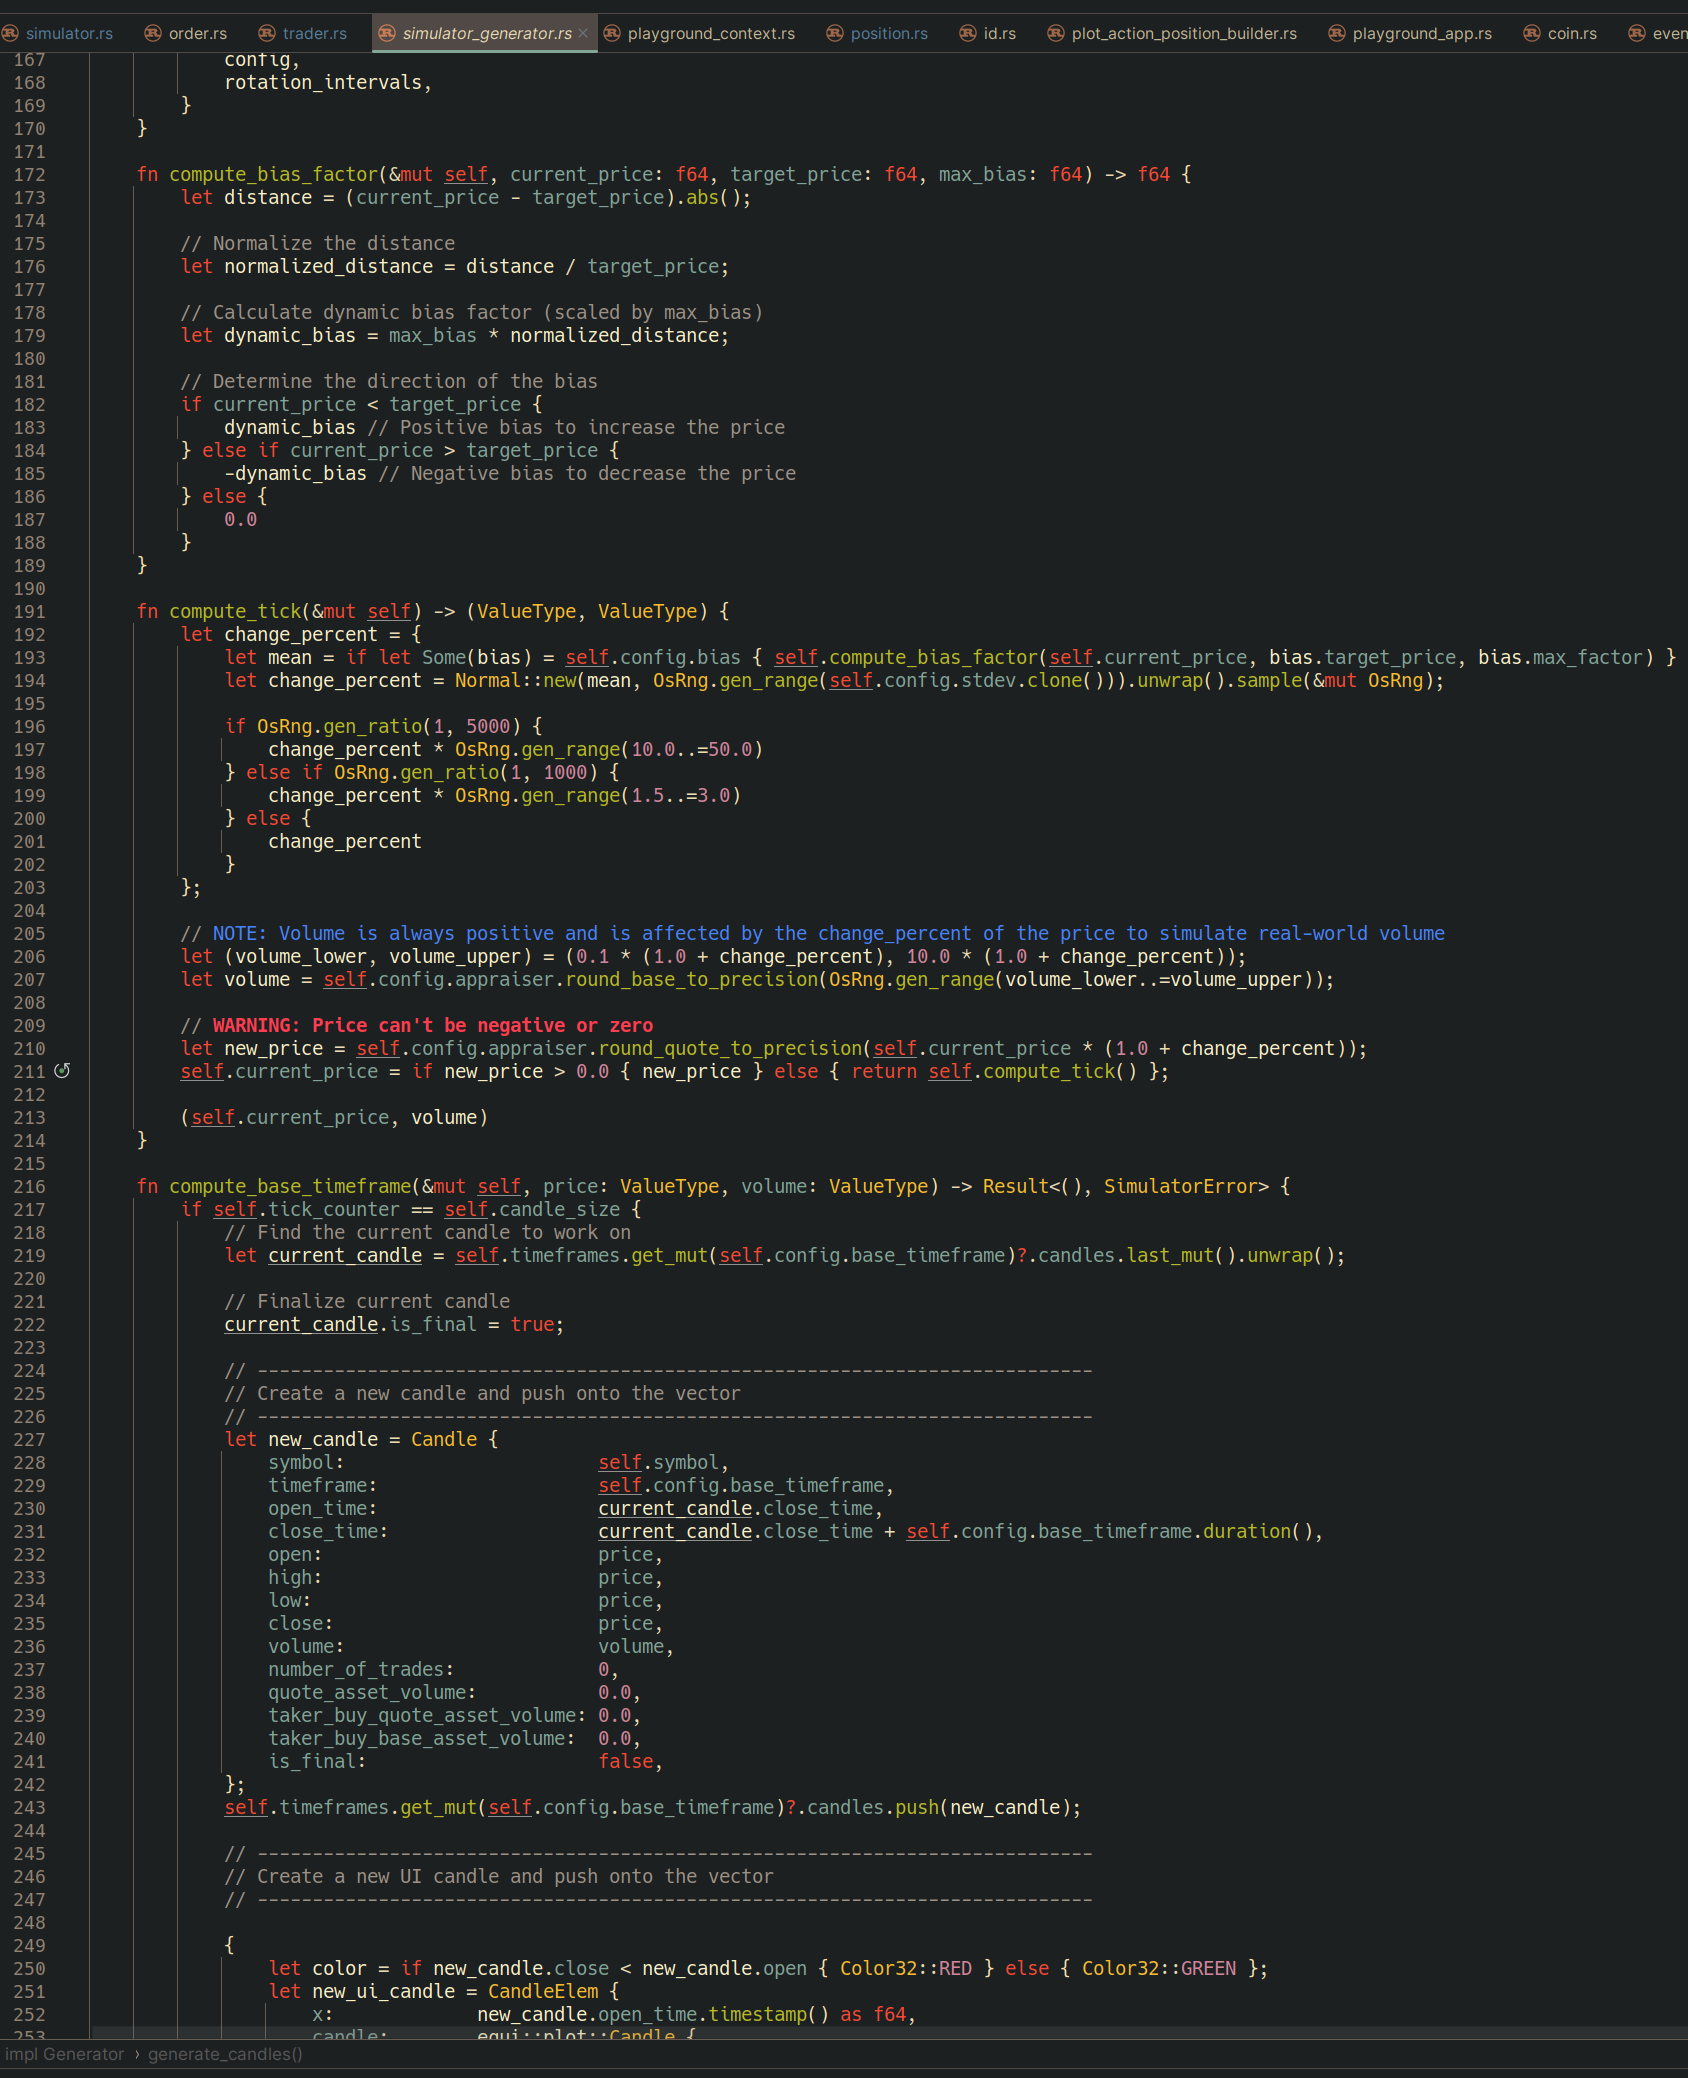 simulator.rs order.rs trader.rs simulator_generator.rs × playground_context.rs position.rs id.rs plot_action_position_builder.rs playground_app.rs coin.rs even
167 config,
168 rotation_intervals,
169 }
170 }
171
172 fn compute_bias_factor(&mut self, current_price: f64, target_price: f64, max_bias: f64) -> f64 {
173 let distance = (current_price - target_price).abs();
174
175 // Normalize the distance
176 let normalized_distance = distance / target_price;
177
178 // Calculate dynamic bias factor (scaled by max_bias)
179 let dynamic_bias = max_bias * normalized_distance;
180
181 // Determine the direction of the bias
182 if current_price < target_price {
183 dynamic_bias // Positive bias to increase the price
184 } else if current_price > target_price {
185 -dynamic_bias // Negative bias to decrease the price
186 } else {
187 0.0
188 }
189 }
190
191 fn compute_tick(&mut self) -> (ValueType, ValueType) {
192 let change_percent = {
193 let mean = if let Some(bias) = self.config.bias { self.compute_bias_factor(self.current_price, bias.target_price, bias.max_factor) }
194 let change_percent = Normal::new(mean, OsRng.gen_range(self.config.stdev.clone())).unwrap().sample(&mut OsRng);
195
196 if OsRng.gen_ratio(1, 5000) {
197 change_percent * OsRng.gen_range(10.0..=50.0)
198 } else if OsRng.gen_ratio(1, 1000) {
199 change_percent * OsRng.gen_range(1.5..=3.0)
200 } else {
201 change_percent
202 }
203 };
204
205 // NOTE: Volume is always positive and is affected by the change_percent of the price to simulate real-world volume
206 let (volume_lower, volume_upper) = (0.1 * (1.0 + change_percent), 10.0 * (1.0 + change_percent));
207 let volume = self.config.appraiser.round_base_to_precision(OsRng.gen_range(volume_lower..=volume_upper));
208
209 // WARNING: Price can't be negative or zero
210 let new_price = self.config.appraiser.round_quote_to_precision(self.current_price * (1.0 + change_percent));
211 self.current_price = if new_price > 0.0 { new_price } else { return self.compute_tick() };
212
213 (self.current_price, volume)
214 }
215
216 fn compute_base_timeframe(&mut self, price: ValueType, volume: ValueType) -> Result<(), SimulatorError> {
217 if self.tick_counter == self.candle_size {
218 // Find the current candle to work on
219 let current_candle = self.timeframes.get_mut(self.config.base_timeframe)?.candles.last_mut().unwrap();
220
221 // Finalize current candle
222 current_candle.is_final = true;
223
224 // ----------------------------------------------------------------------------
225 // Create a new candle and push onto the vector
226 // ----------------------------------------------------------------------------
227 let new_candle = Candle {
228 symbol: self.symbol,
229 timeframe: self.config.base_timeframe,
230 open_time: current_candle.close_time,
231 close_time: current_candle.close_time + self.config.base_timeframe.duration(),
232 open: price,
233 high: price,
234 low: price,
235 close: price,
236 volume: volume,
237 number_of_trades: 0,
238 quote_asset_volume: 0.0,
239 taker_buy_quote_asset_volume: 0.0,
240 taker_buy_base_asset_volume: 0.0,
241 is_final: false,
242 };
243 self.timeframes.get_mut(self.config.base_timeframe)?.candles.push(new_candle);
244
245 // ----------------------------------------------------------------------------
246 // Create a new UI candle and push onto the vector
247 // ----------------------------------------------------------------------------
248
249 {
250 let color = if new_candle.close < new_candle.open { Color32::RED } else { Color32::GREEN };
251 let new_ui_candle = CandleElem {
252 x: new_candle.open_time.timestamp() as f64,
253 candle: egui::plot::Candle {
impl Generator › generate_candles()